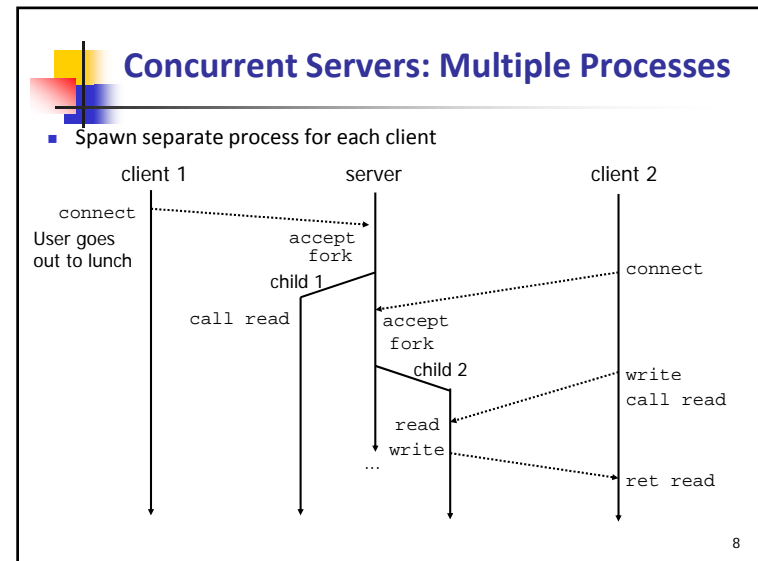 Concurrent Servers: Multiple Processes
Spawn separate process for each client
client 1
server
client 2
connect
User goes
out to lunch
accept
fork
child 1
call read
connect
accept
fork
child 2
write
call read
read
write
...
ret read
8